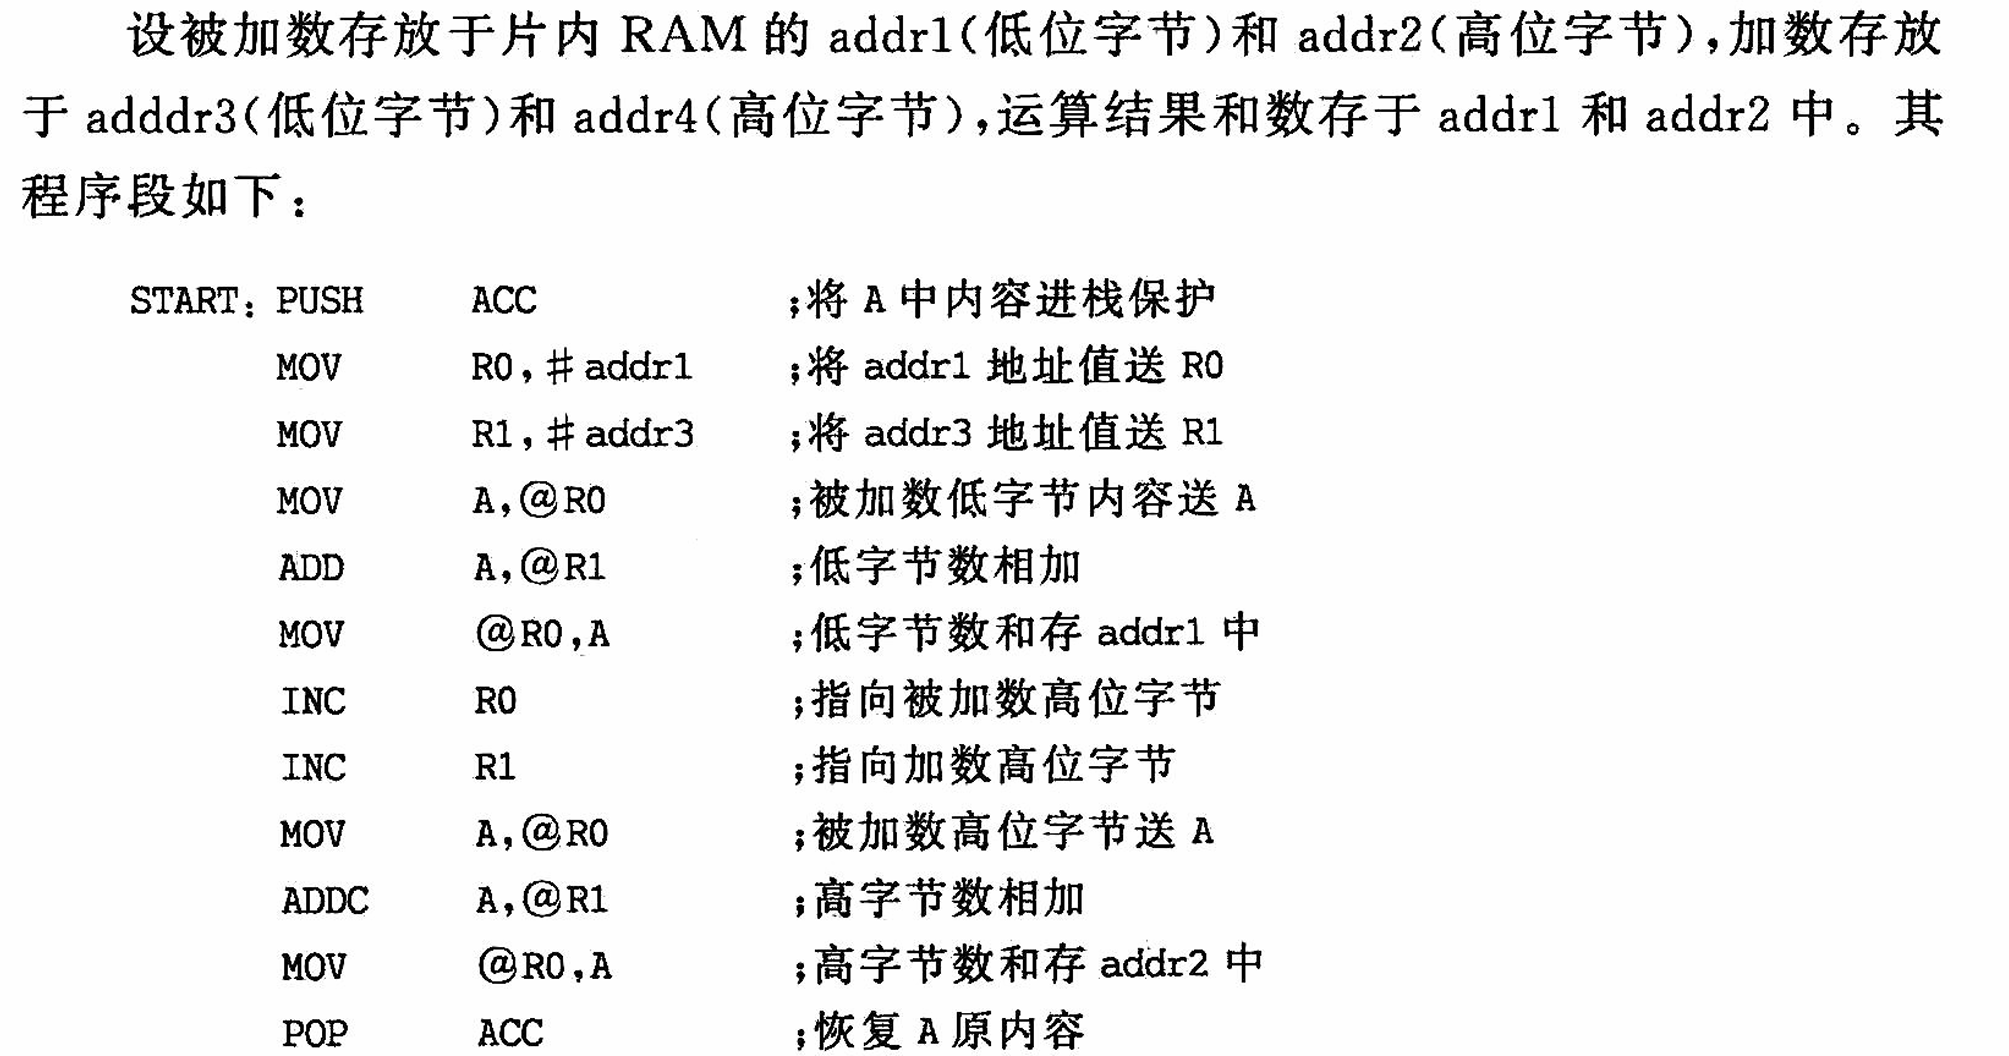 设被加数存放于片内 RAM 的 addr1(低位字节)和 addr2(高位字节),加数存放
于 adddr3(低位字节)和 addr4(高位字节),运算结果和数存于 addr1 和 addr2 中。其
程序段如下:
START: PUSH ACC ;将 A 中内容进栈保护
MOV R0,#addr1 ;将 addr1 地址值送 R0
MOV R1,#addr3 ;将 addr3 地址值送 R1
MOV A,@R0 ;被加数低字节内容送 A
ADD A,@R1 ;低字节数相加
MOV @R0,A ;低字节数和存 addr1 中
INC R0 ;指向被加数高位字节
INC R1 ;指向加数高位字节
MOV A,@R0 ;被加数高位字节送 A
ADDC A,@R1 ;高字节数相加
MOV @R0,A ;高字节数和存 addr2 中
POP ACC ;恢复 A 原内容